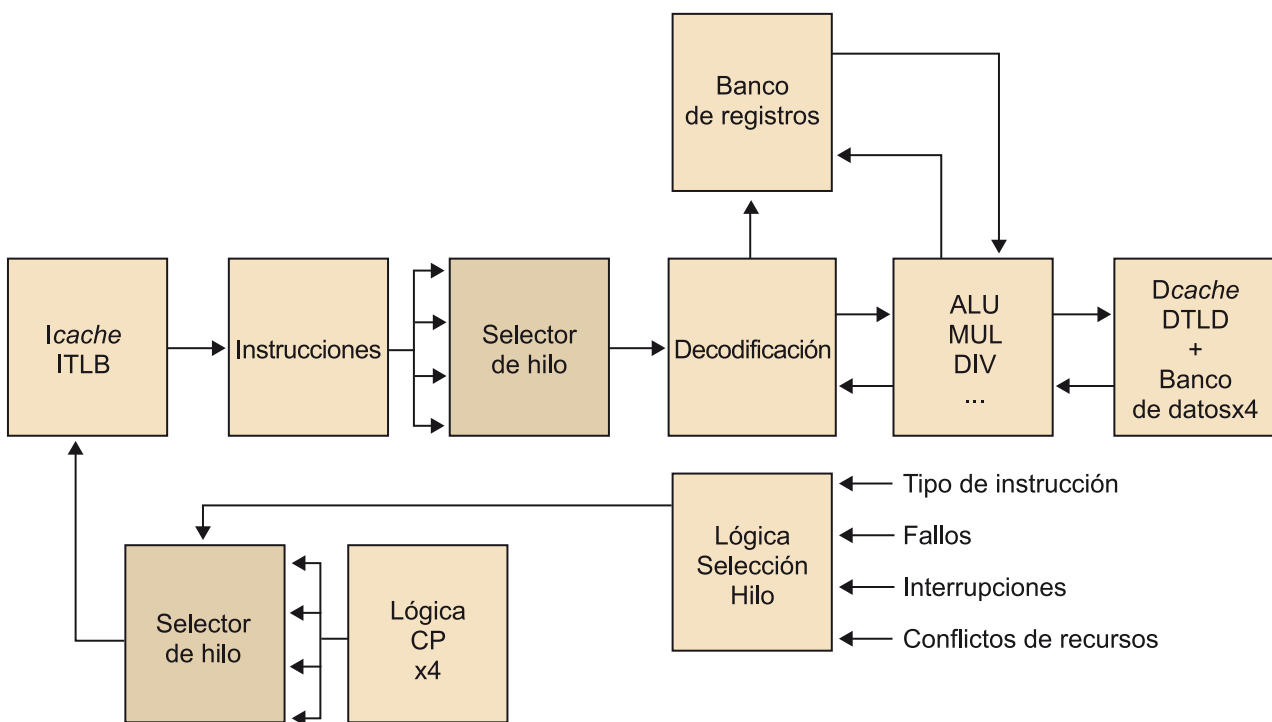 Banco
de registros
Icache
ITLB
Instrucciones
Selector
de hilo
Decodificación
ALU
MUL
DIV
...
Dcache
DTLD
+
Banco
de datosx4
Selector
de hilo
Lógica
CP
x4
Lógica
Selección
Hilo
Tipo de instrucción
Fallos
Interrupciones
Conflictos de recursos